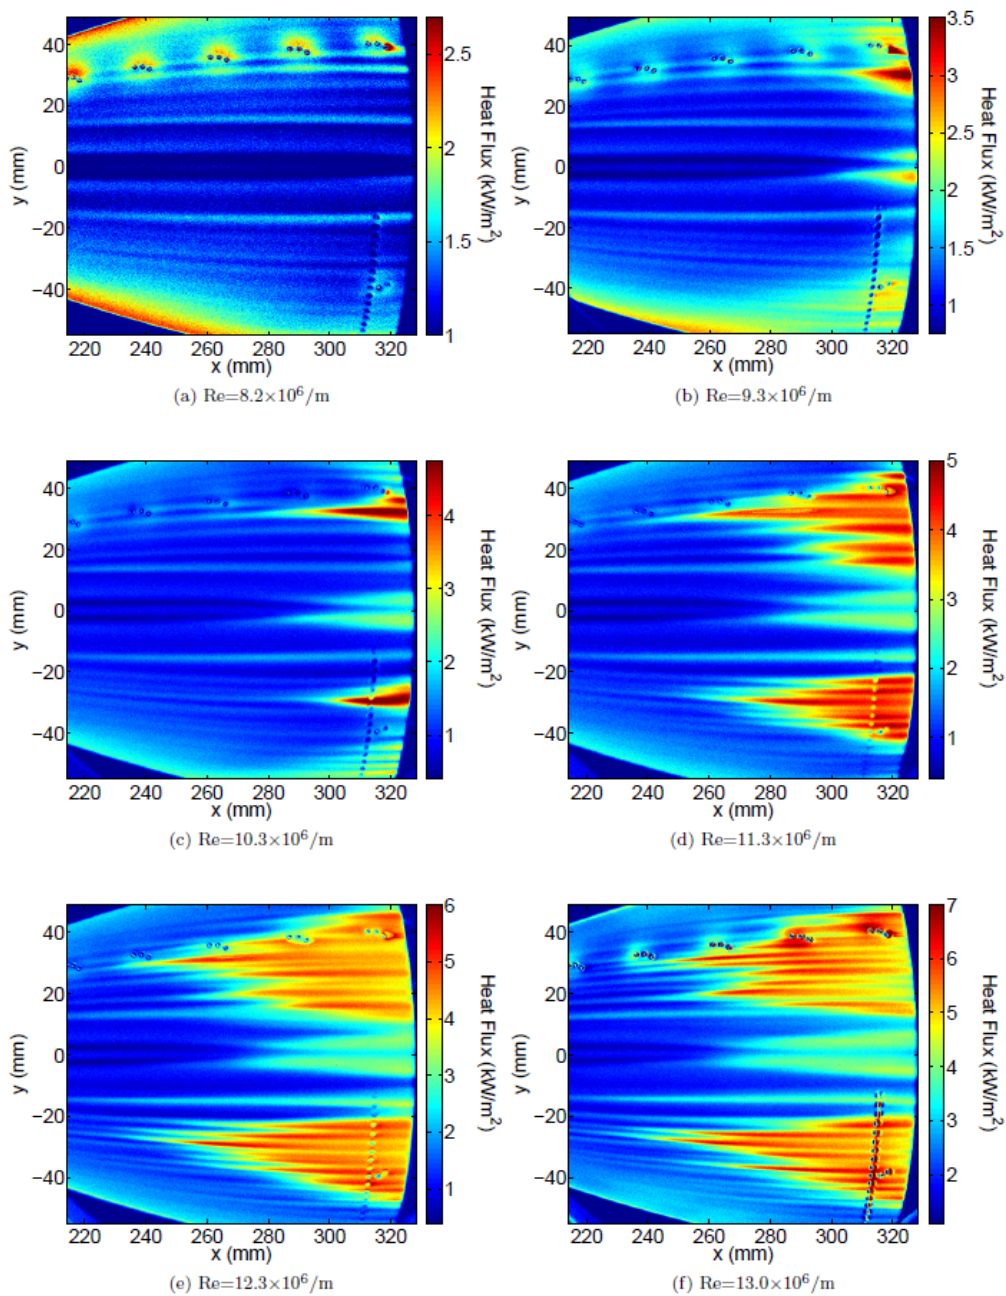 40
20
0
−20
−40
y (mm)
220 240 260 280 300 320
x (mm)
2.5
2
1.5
1
Heat Flux (kW/m²)
(a) Re=8.2×10⁶/m
40
20
0
−20
−40
y (mm)
220 240 260 280 300 320
x (mm)
3.5
3
2.5
2
1.5
1
Heat Flux (kW/m²)
(b) Re=9.3×10⁶/m
40
20
0
−20
−40
y (mm)
220 240 260 280 300 320
x (mm)
4
3
2
1
Heat Flux (kW/m²)
(c) Re=10.3×10⁶/m
40
20
0
−20
−40
y (mm)
220 240 260 280 300 320
x (mm)
5
4
3
2
1
Heat Flux (kW/m²)
(d) Re=11.3×10⁶/m
40
20
0
−20
−40
y (mm)
220 240 260 280 300 320
x (mm)
6
5
4
3
2
1
Heat Flux (kW/m²)
(e) Re=12.3×10⁶/m
40
20
0
−20
−40
y (mm)
220 240 260 280 300 320
x (mm)
7
6
5
4
3
2
Heat Flux (kW/m²)
(f) Re=13.0×10⁶/m